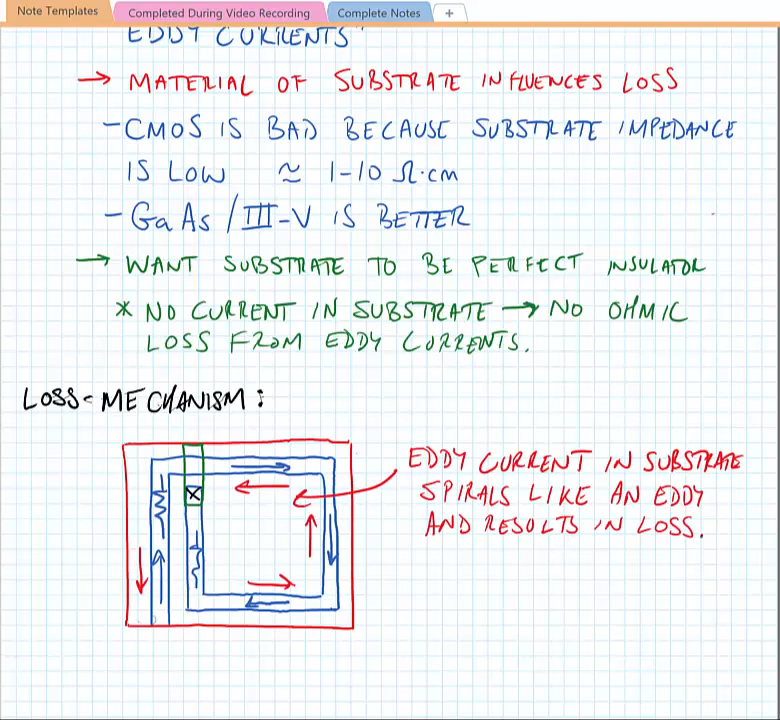 Note Templates
Completed During Video Recording
Complete Notes
+
EDDY CURRENTS
→ MATERIAL OF SUBSTRATE INFLUENCES LOSS
- CMOS IS BAD BECAUSE SUBSTRATE IMPEDANCE
IS LOW ≈ 1-10 Ω·cm
- GaAs/III-V IS BETTER
→ WANT SUBSTRATE TO BE PERFECT INSULATOR
* NO CURRENT IN SUBSTRATE → NO OHMIC
LOSS FROM EDDY CURRENTS.
LOSS-MECHANISM:
EDDY CURRENT IN SUBSTRATE
SPIRALS LIKE AN EDDY
AND RESULTS IN LOSS.